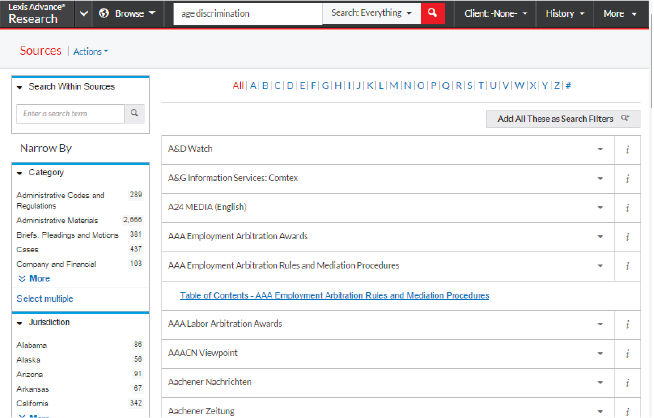 Lexis Advance®
Research
Browse
age discrimination
Search: Everything
Client: -None-
History
More
Sources | Actions
Search Within Sources
Enter a search term
Narrow By
Category
Administrative Codes and Regulations 289
Administrative Materials 2,666
Briefs, Pleadings and Motions 381
Cases 437
Company and Financial 103
More
Select multiple
Jurisdiction
Alabama 86
Alaska 56
Arizona 91
Arkansas 67
California 342
More
All | A | B | C | D | E | F | G | H | I | J | K | L | M | N | O | P | Q | R | S | T | U | V | W | X | Y | Z | #
Add All These as Search Filters
A&D Watch i
A&G Information Services: Comtex i
A24 MEDIA (English) i
AAA Employment Arbitration Awards i
AAA Employment Arbitration Rules and Mediation Procedures i
Table of Contents - AAA Employment Arbitration Rules and Mediation Procedures
AAA Labor Arbitration Awards i
AAACN Viewpoint i
Aachener Nachrichten i
Aachener Zeitung i